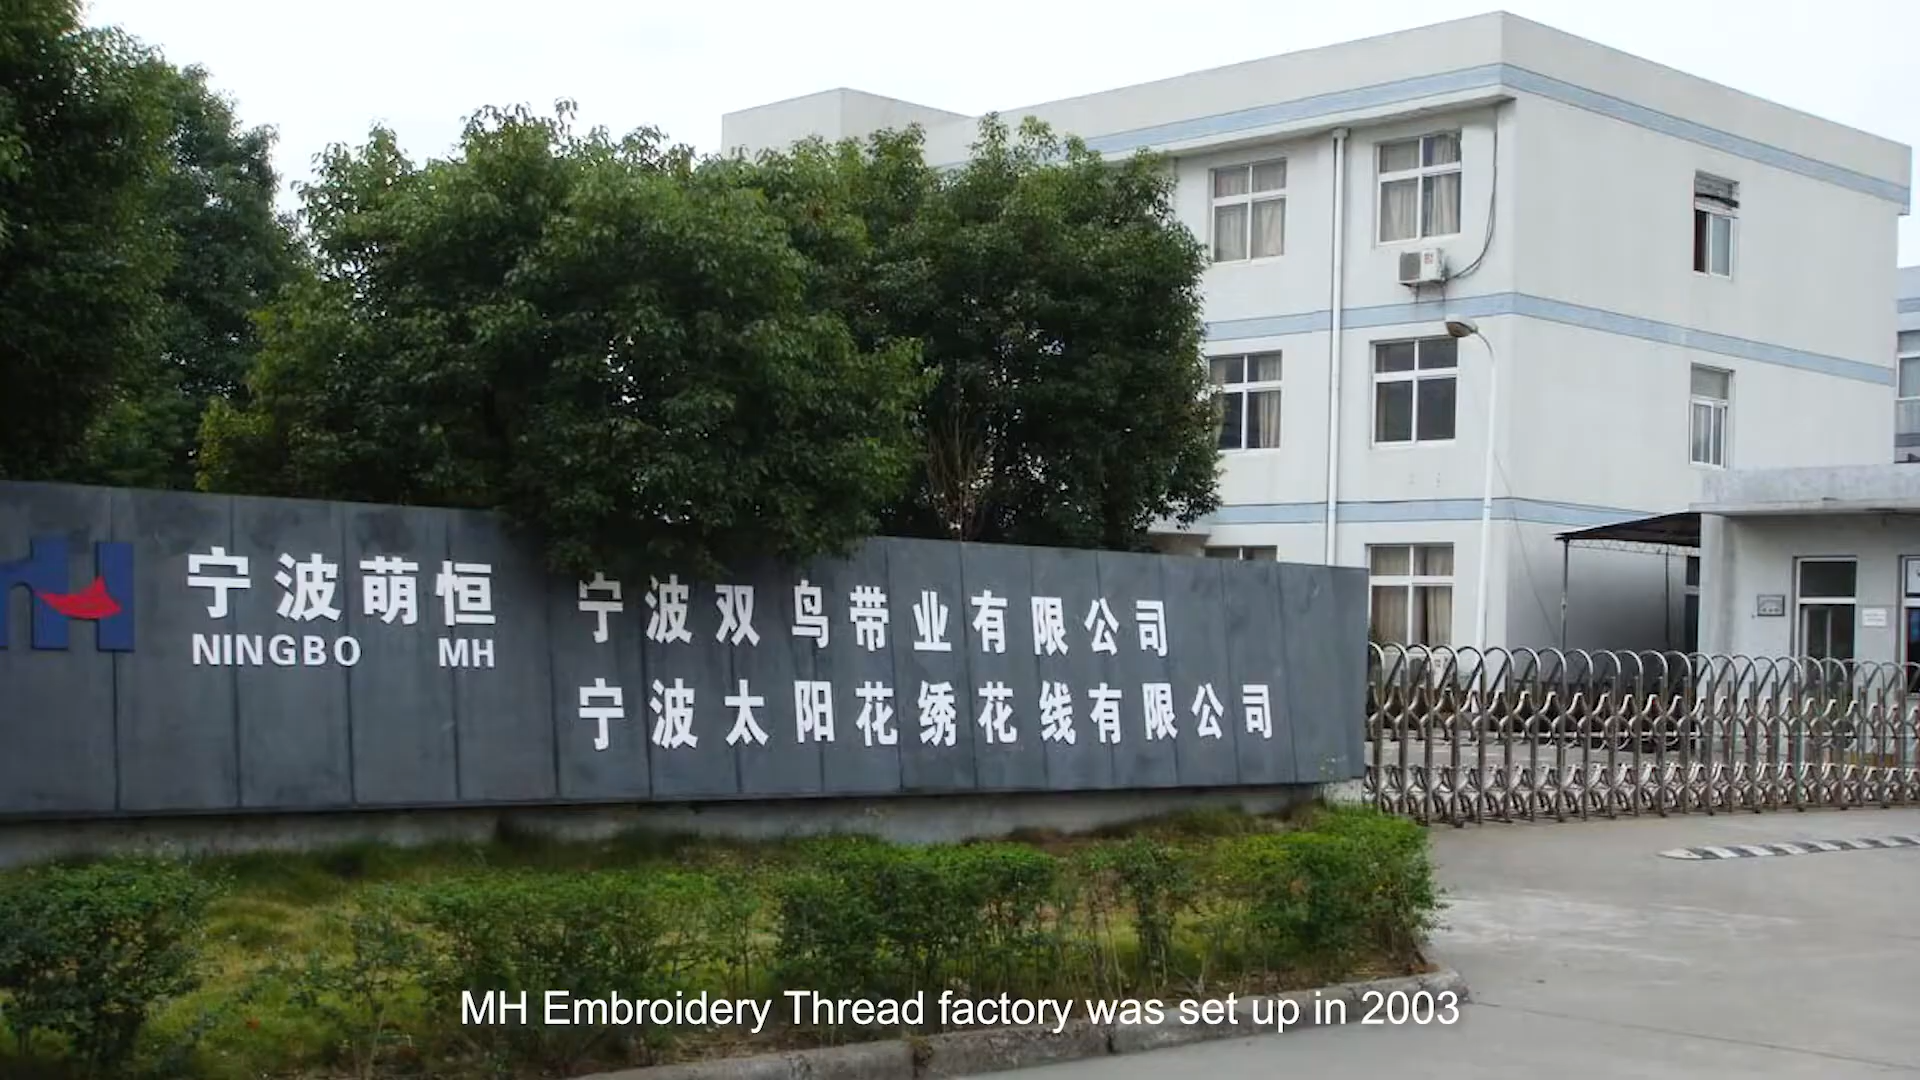 宁波萌恒
NINGBO MH
宁波双鸟带业有限公司
宁波太阳花绣花线有限公司
MH Embroidery Thread factory was set up in 2003